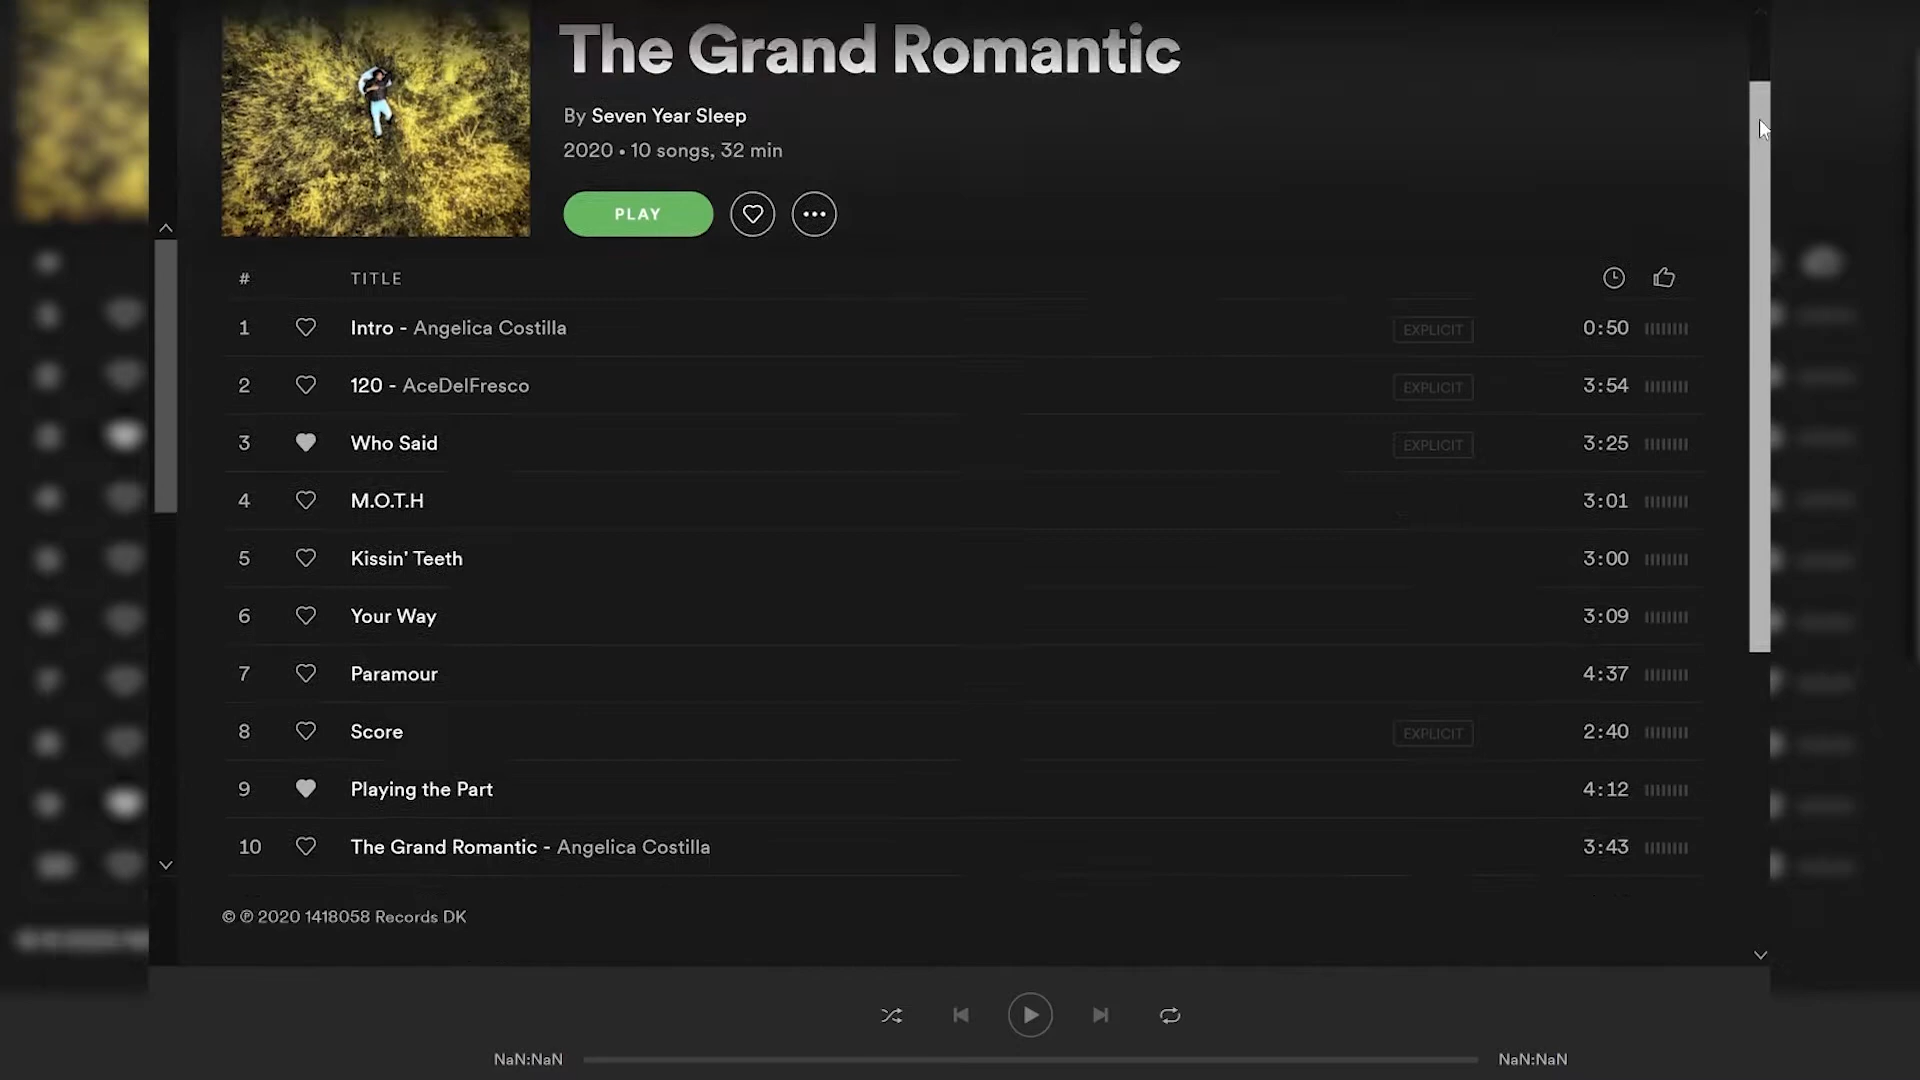 The Grand Romantic
By Seven Year Sleep
2020 • 10 songs, 32 min
PLAY
# TITLE
1 Intro - Angelica Costilla EXPLICIT 0:50
2 120 - AceDelFresco EXPLICIT 3:54
3 Who Said EXPLICIT 3:25
4 M.O.T.H 3:01
5 Kissin' Teeth 3:00
6 Your Way 3:09
7 Paramour 4:37
8 Score EXPLICIT 2:40
9 Playing the Part 4:12
10 The Grand Romantic - Angelica Costilla 3:43
© ℗ 2020 1418058 Records DK
NaN:NaN NaN:NaN